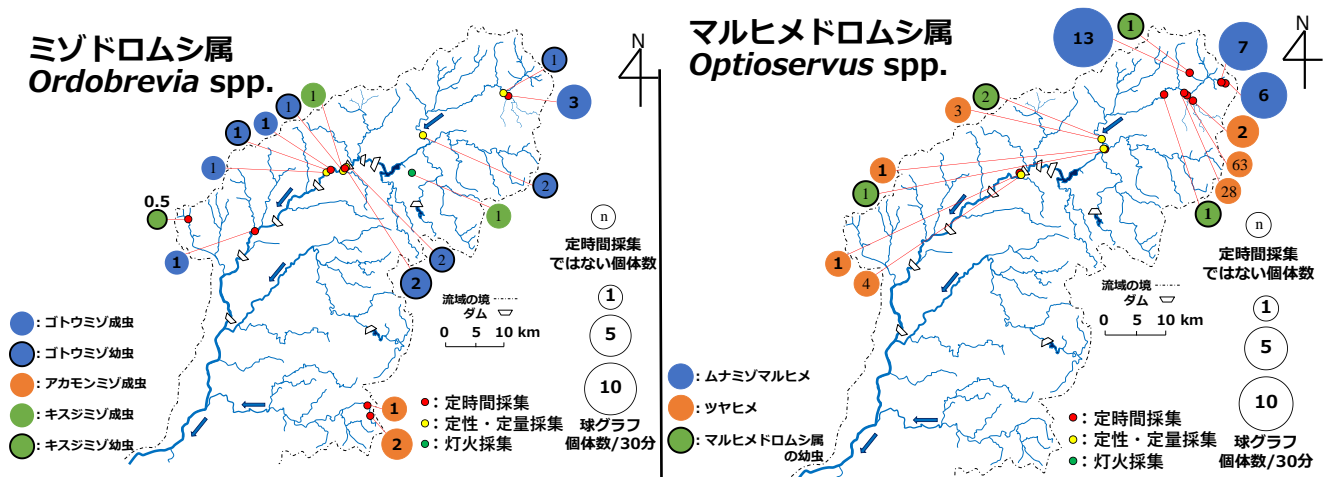 ミゾドロムシ属
Ordobrevia spp.
N
1
3
1
1
1
1
1
2
1
0.5
1
2
2
1
2
: ゴトウミゾ成虫
: ゴトウミゾ幼虫
: アカモンミゾ成虫
: キスジミゾ成虫
: キスジミゾ幼虫
流域の境
ダム
0 5 10 km
n
定時間採集
ではない個体数
1
5
10
球グラフ
個体数/30分
: 定時間採集
: 定性・定量採集
: 灯火採集
マルヒメドロムシ属
Optioservus spp.
N
13
1
7
6
2
63
28
1
2
3
1
1
1
4
: ムナミゾマルヒメ
: ツヤヒメ
: マルヒメドロムシ属
の幼虫
流域の境
ダム
0 5 10 km
n
定時間採集
ではない個体数
1
5
10
球グラフ
個体数/30分
: 定時間採集
: 定性・定量採集
: 灯火採集